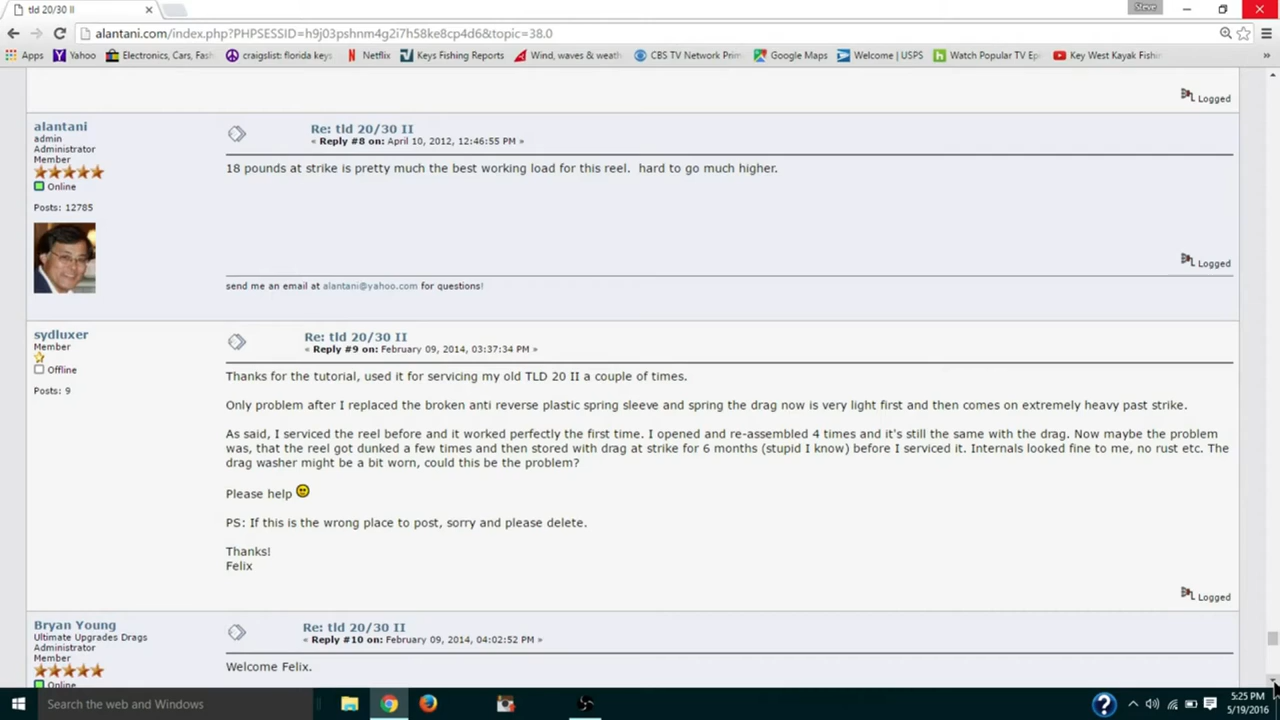 tld 20/30 II
Steve
alantani.com/index.php?PHPSESSID=h9j03pshnm4g2i7h58ke8cp4d6&topic=38.0
Apps Yahoo Electronics, Cars, Fash craigslist: florida keys Netflix Keys Fishing Reports Wind, waves & weath CBS TV Network Prim Google Maps Welcome | USPS Watch Popular TV Ep Key West Kayak Fishi »
Logged
alantani
admin
Administrator
Member
Online
Posts: 12785
Re: tld 20/30 II
« Reply #8 on: April 10, 2012, 12:46:55 PM »
18 pounds at strike is pretty much the best working load for this reel.  hard to go much higher.
Logged
send me an email at alantani@yahoo.com for questions!
sydluxer
Member
Offline
Posts: 9
Re: tld 20/30 II
« Reply #9 on: February 09, 2014, 03:37:34 PM »
Thanks for the tutorial, used it for servicing my old TLD 20 II a couple of times.
Only problem after I replaced the broken anti reverse plastic spring sleeve and spring the drag now is very light first and then comes on extremely heavy past strike.
As said, I serviced the reel before and it worked perfectly the first time. I opened and re-assembled 4 times and it's still the same with the drag. Now maybe the problem
was, that the reel got dunked a few times and then stored with drag at strike for 6 months (stupid I know) before I serviced it. Internals looked fine to me, no rust etc. The
drag washer might be a bit worn, could this be the problem?
Please help
PS: If this is the wrong place to post, sorry and please delete.
Thanks!
Felix
Logged
Bryan Young
Ultimate Upgrades Drags
Administrator
Member
Online
Re: tld 20/30 II
« Reply #10 on: February 09, 2014, 04:02:52 PM »
Welcome Felix.
Search the web and Windows
5:25 PM
5/19/2016